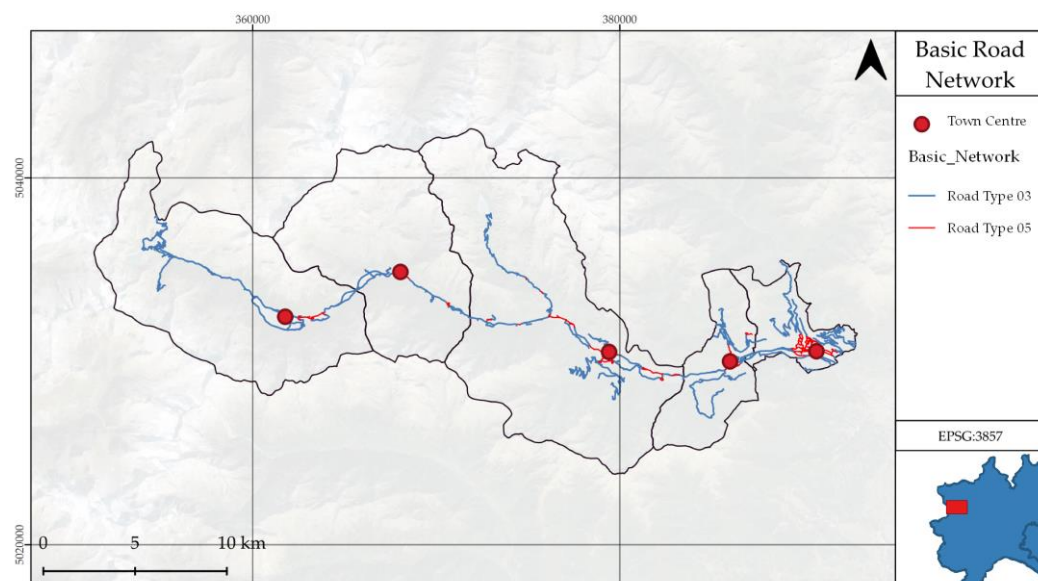 360000
380000
5040000
5020000
0
5
10 km
Basic Road
Network
Town Centre
Basic_Network
Road Type 03
Road Type 05
EPSG:3857